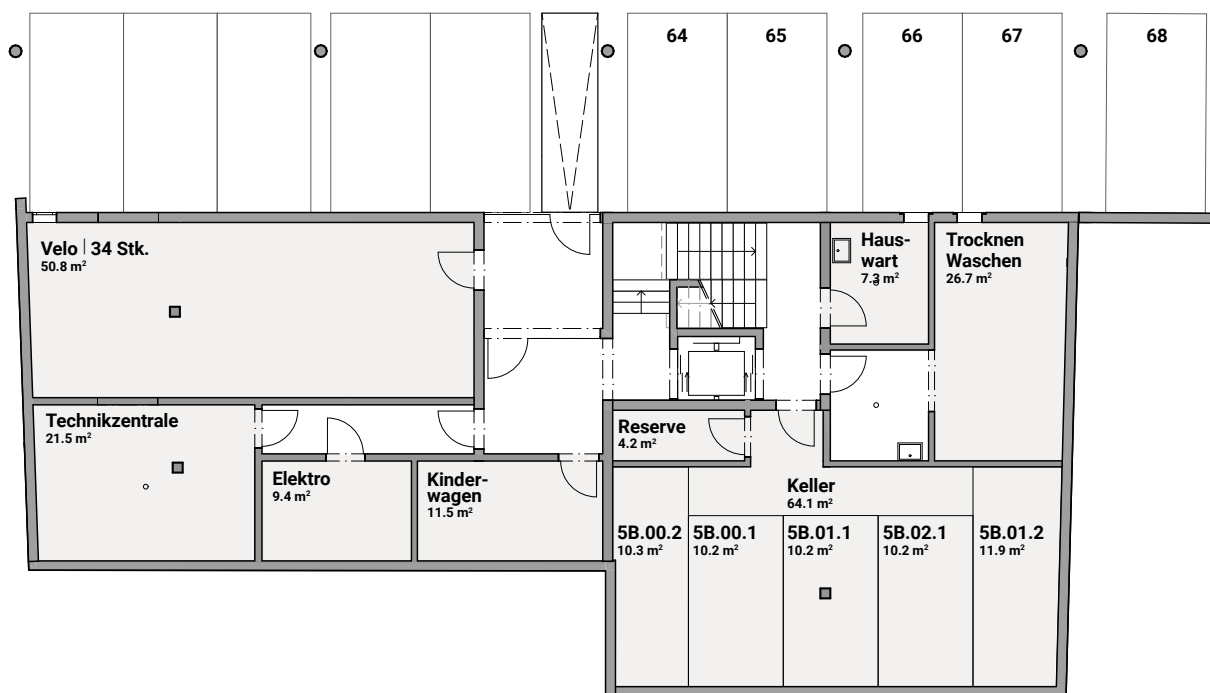 64
65
66
67
68
Velo | 34 Stk.
50.8 m²
Haus-
wart
7.3 m²
Trocknen
Waschen
26.7 m²
Technikzentrale
21.5 m²
Reserve
4.2 m²
Elektro
9.4 m²
Kinder-
wagen
11.5 m²
Keller
64.1 m²
5B.00.2
10.3 m²
5B.00.1
10.2 m²
5B.01.1
10.2 m²
5B.02.1
10.2 m²
5B.01.2
11.9 m²